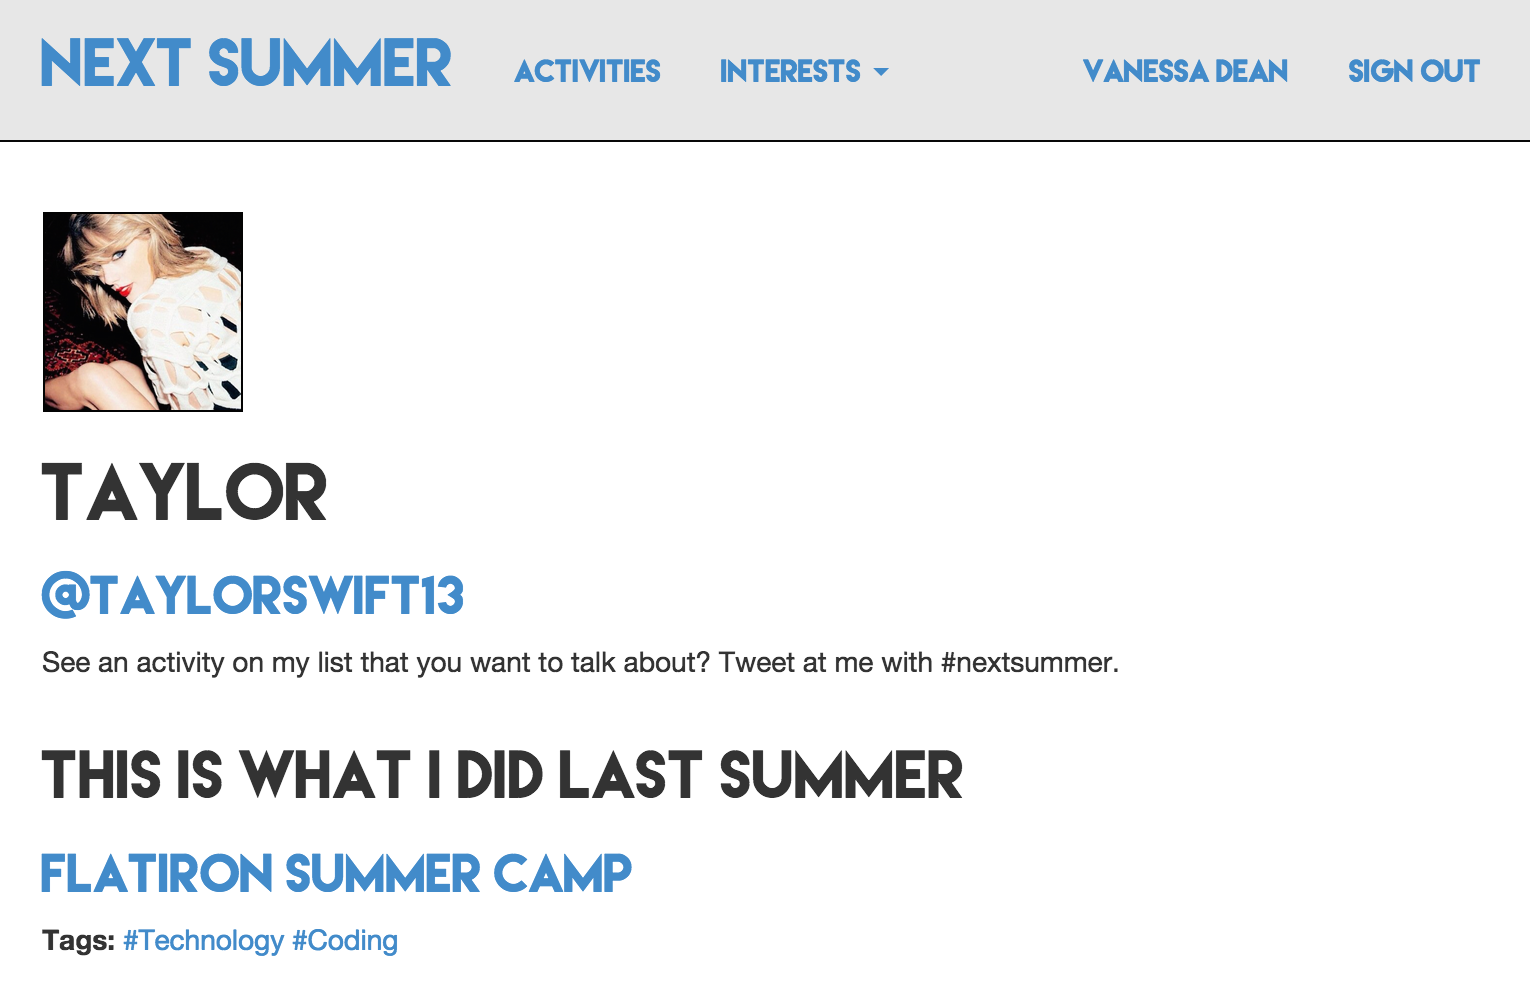 NEXT SUMMER ACTIVITIES INTERESTS VANESSA DEAN SIGN OUT
TAYLOR
@TAYLORSWIFT13
See an activity on my list that you want to talk about? Tweet at me with #nextsummer.
THIS IS WHAT I DID LAST SUMMER
FLATIRON SUMMER CAMP
Tags: #Technology #Coding